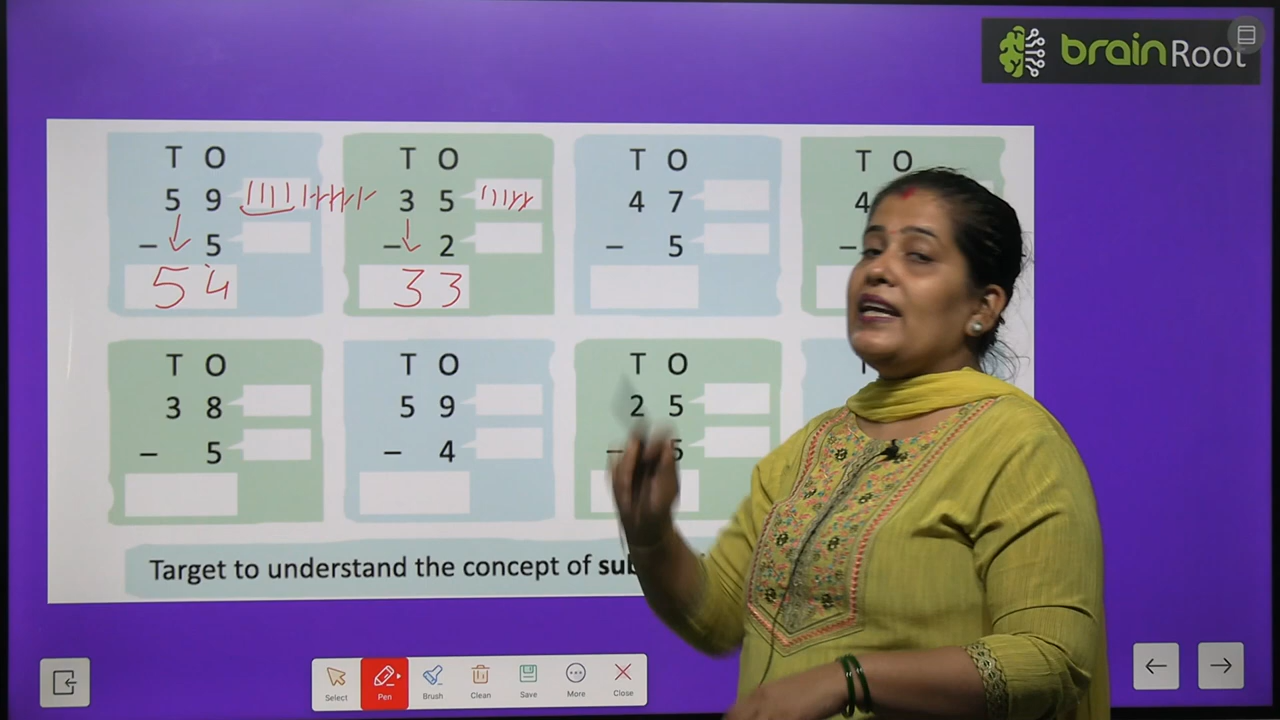 brainRoot
T O
5 9
− 5
5 4
T O
3 5
− 2
3 3
T O
4 7
− 5
T O
4
−
T O
3 8
− 5
T O
5 9
− 4
T O
2 5
− 5
Target to understand the concept of
Select
Pen
Brush
Clean
Save
More
Close